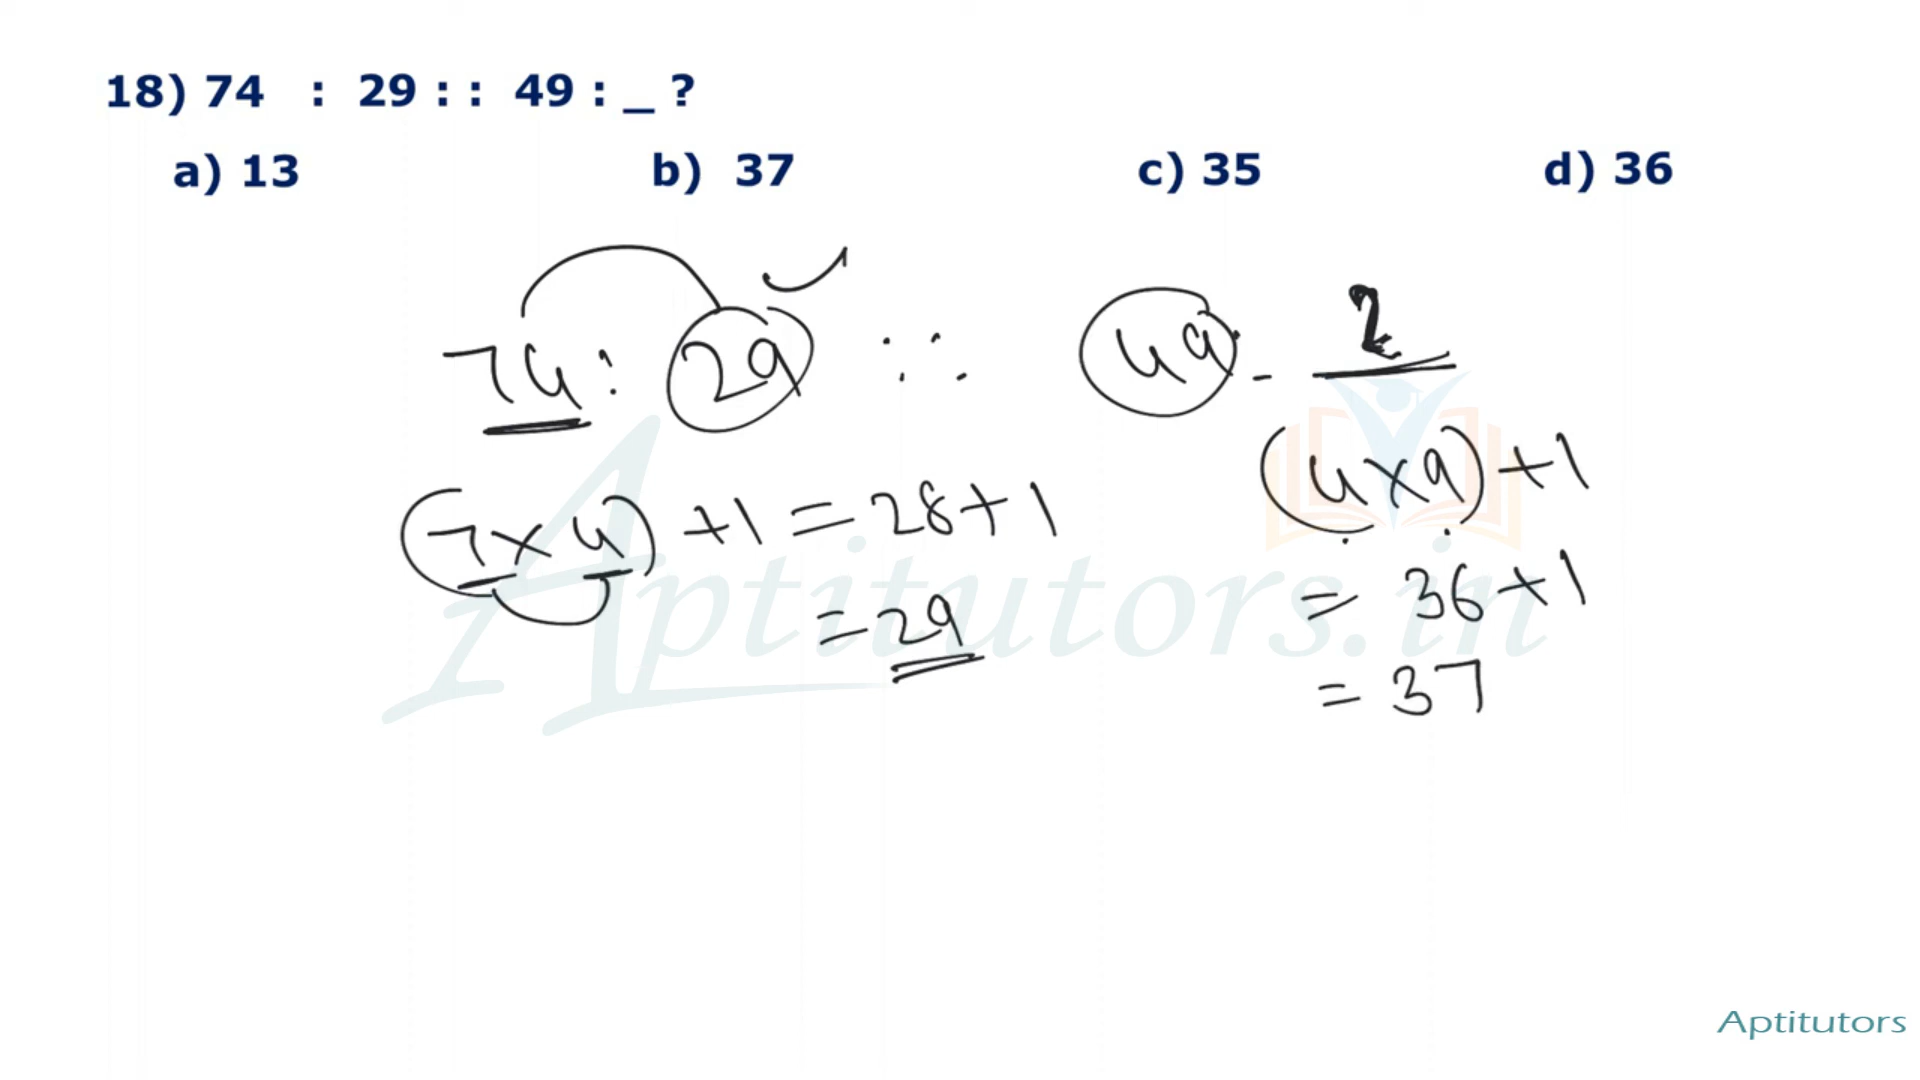 18) 74 : 29 : : 49 : _ ?
a) 13 b) 37 c) 35 d) 36
74 : 29 : : 49 - 2
(7 x 4) + 1 = 28 + 1
= 29
(4 x 9) + 1
= 36 + 1
= 37
Aptitutors.in
Aptitutors